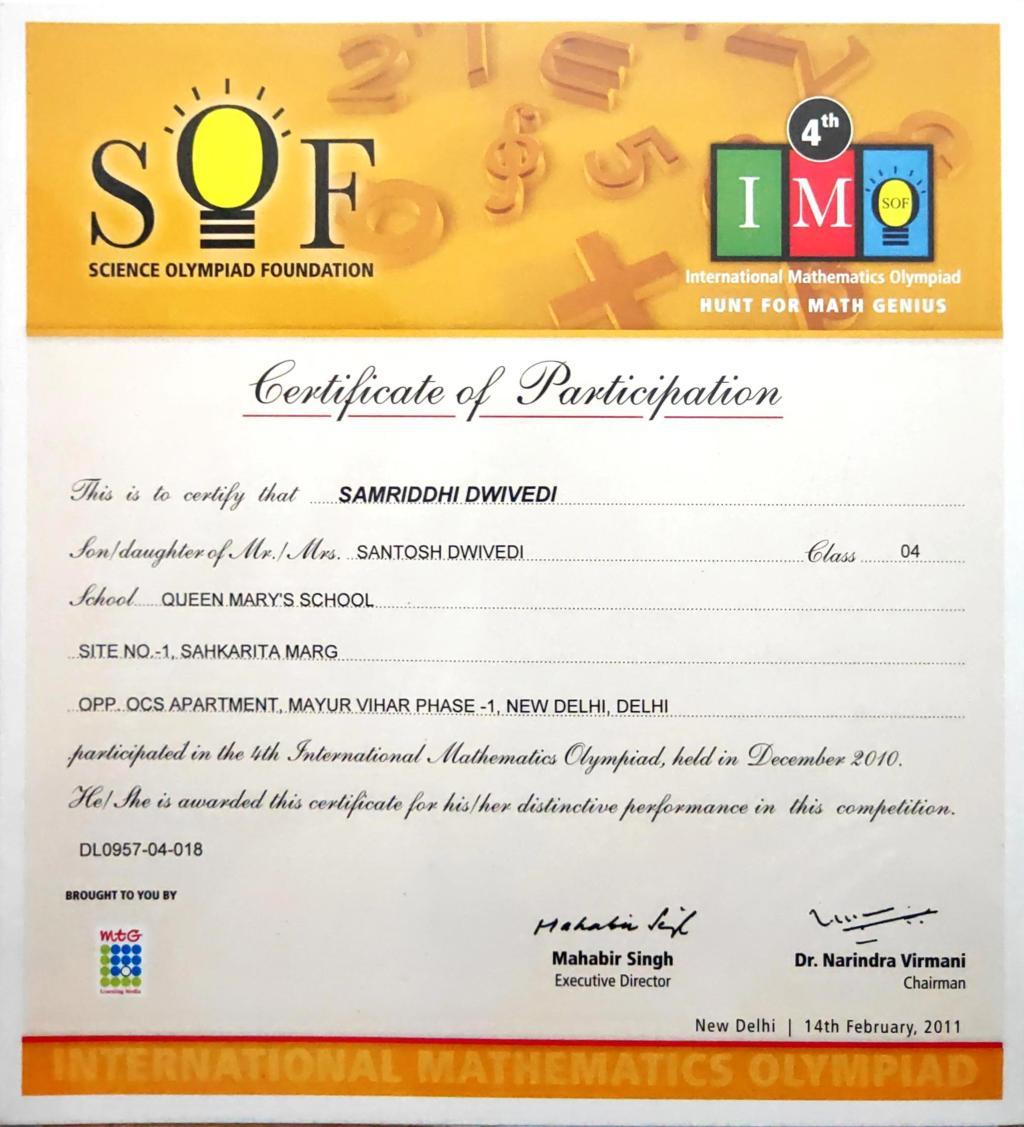 SOF
SCIENCE OLYMPIAD FOUNDATION
4th
IMO
SOF
International Mathematics Olympiad
HUNT FOR MATH GENIUS
Certificate of Participation
This is to certify that SAMRIDDHI DWIVEDI
Son/daughter of Mr./Mrs. SANTOSH DWIVEDI Class 04
School QUEEN MARY'S SCHOOL
SITE NO.-1, SAHKARITA MARG
OPP. OCS APARTMENT, MAYUR VIHAR PHASE -1, NEW DELHI, DELHI
participated in the 4th International Mathematics Olympiad, held in December 2010.
He/She is awarded this certificate for his/her distinctive performance in this competition.
DL0957-04-018
BROUGHT TO YOU BY
mtG
Learning Media
Mahabir Singh
Mahabir Singh
Executive Director
Dr. Narindra Virmani
Chairman
New Delhi | 14th February, 2011
INTERNATIONAL MATHEMATICS OLYMPIAD